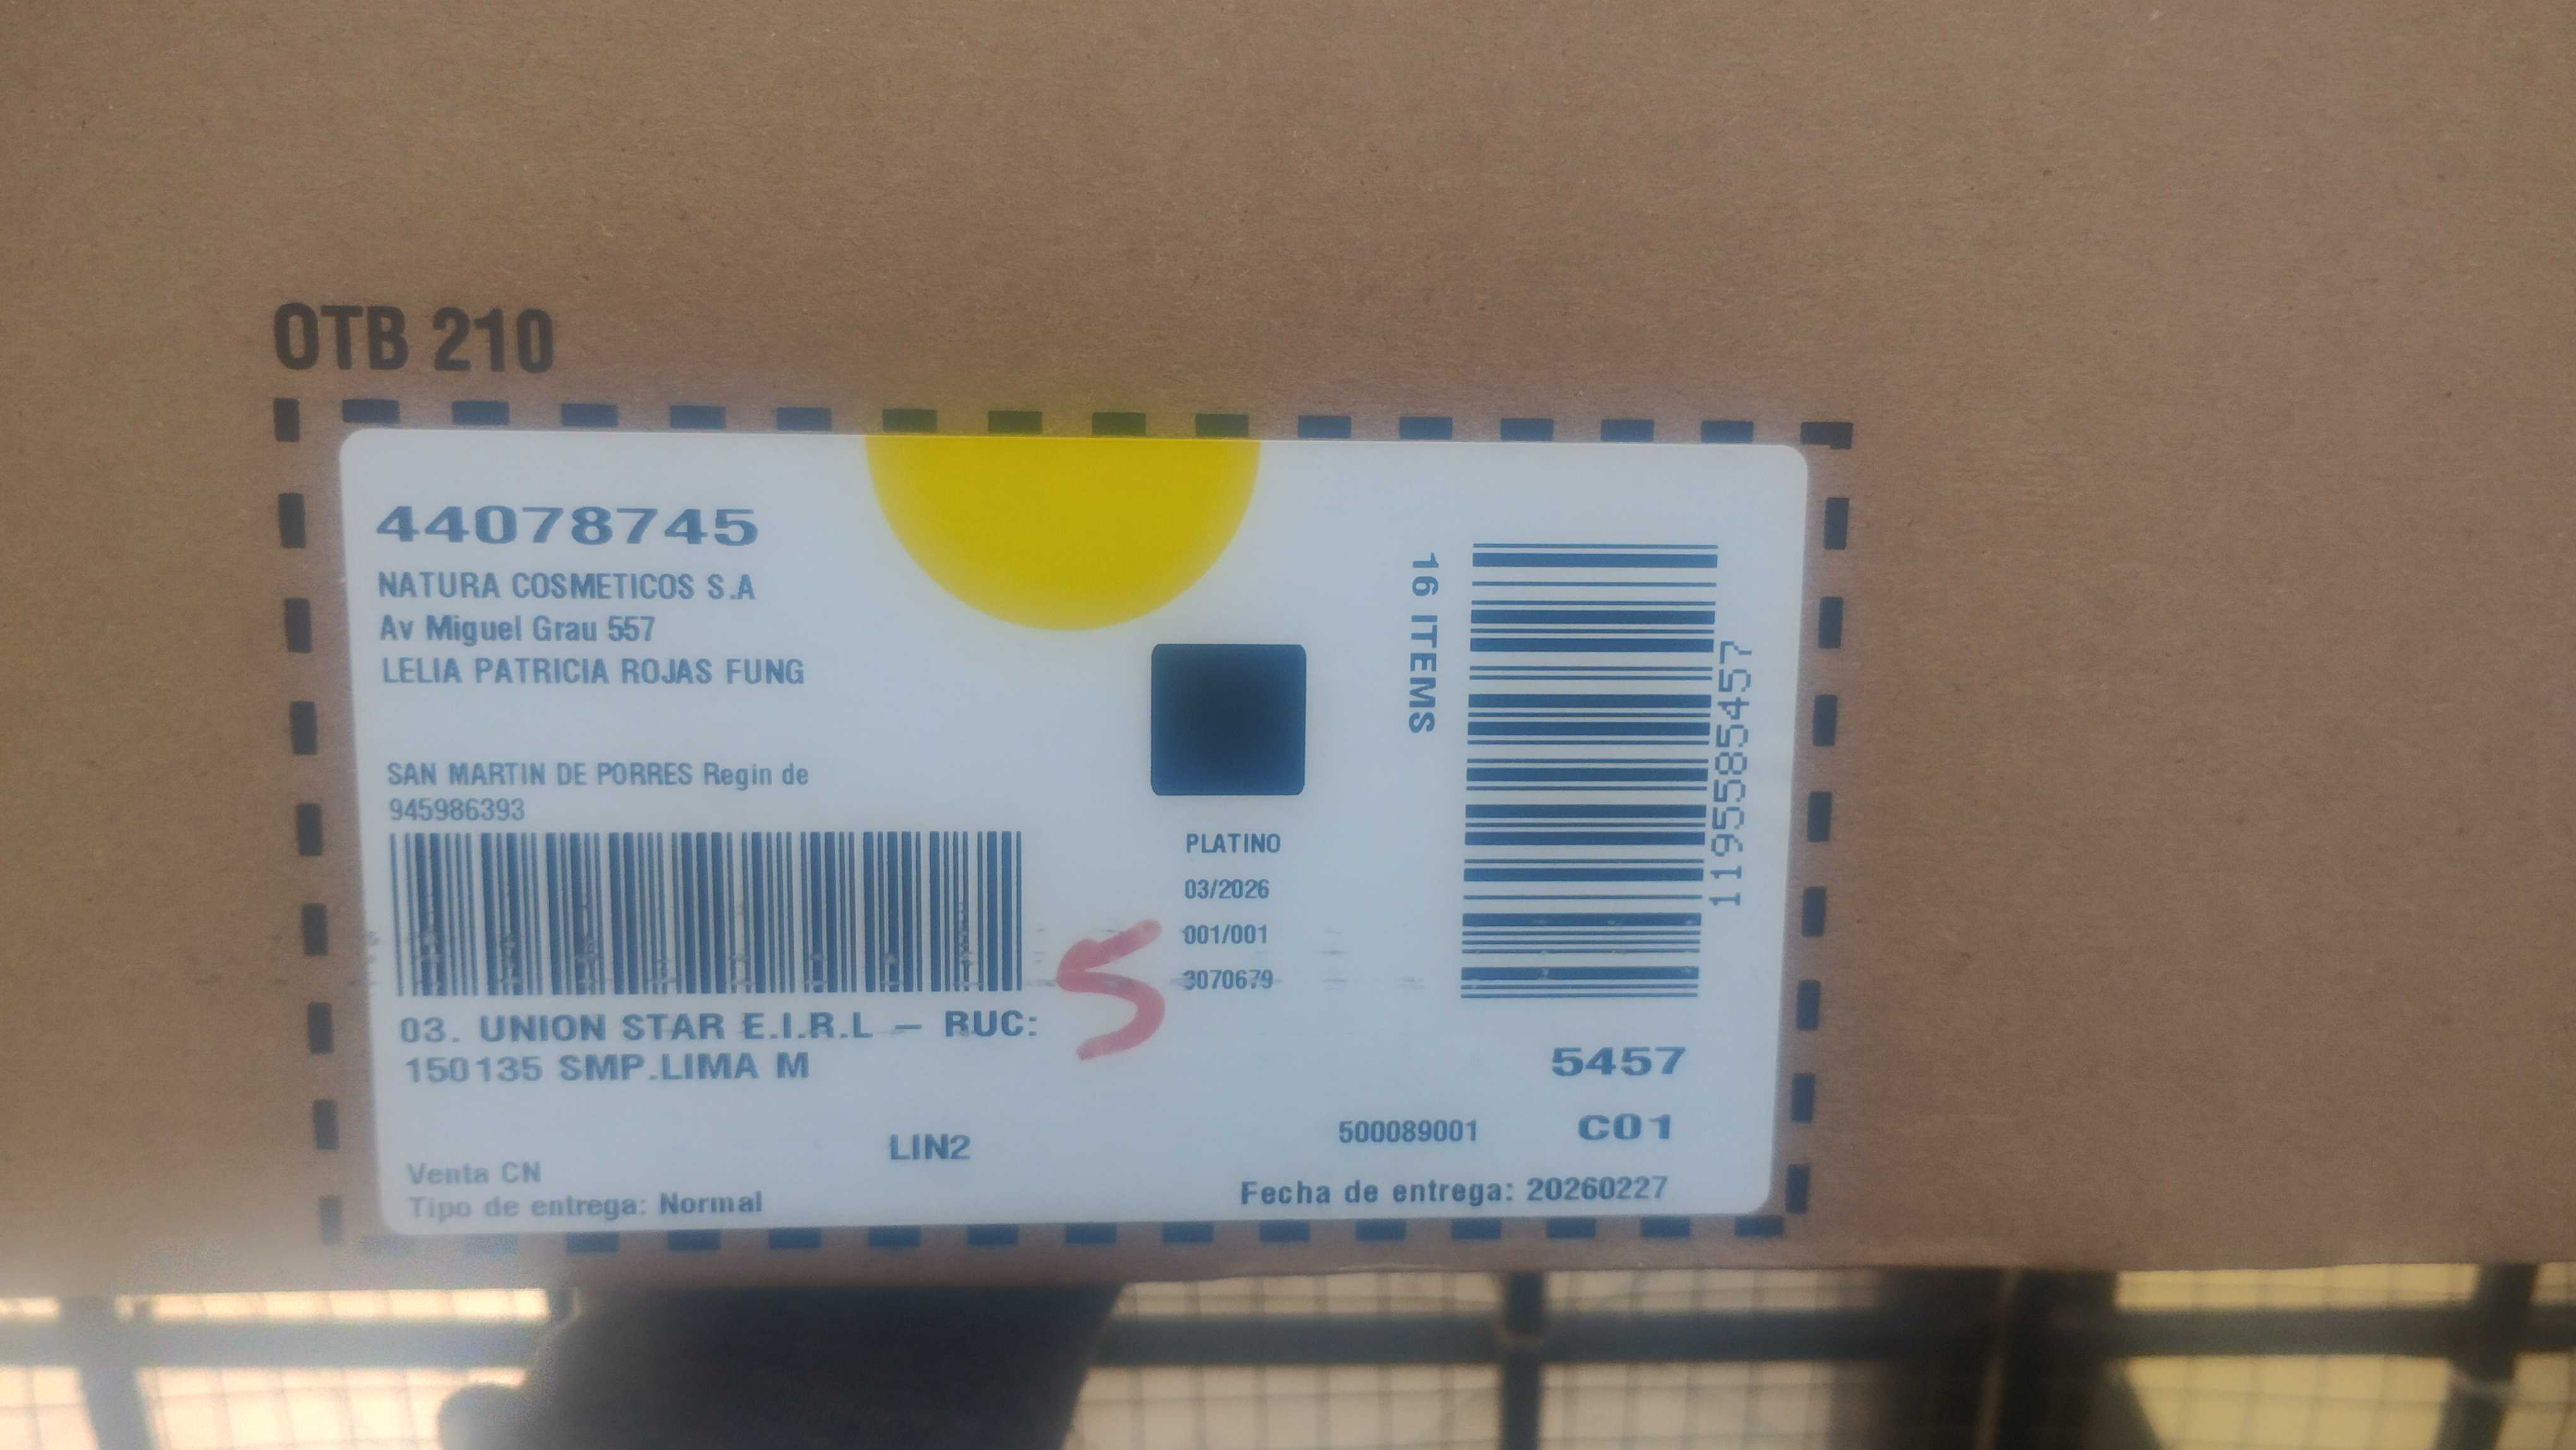 OTB 210
44078745
NATURA COSMETICOS S.A
Av Miguel Grau 557
LELIA PATRICIA ROJAS FUNG
SAN MARTIN DE PORRES Regin de
945986393
03. UNION STAR E.I.R.L – RUC:
150135 SMP.LIMA M
LIN2
Venta CN
Tipo de entrega: Normal
PLATINO
03/2026
001/001
3070679
5
16 ITEMS
11955885457
5457
500089001 C01
Fecha de entrega: 20260227